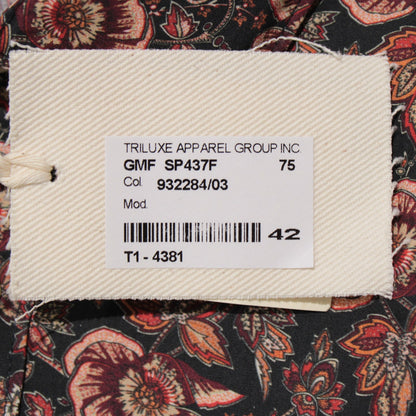 TRILUXE APPAREL GROUP INC
GMF SP437F 75
Col. 932284/03
Mod.
42
T1 - 4381